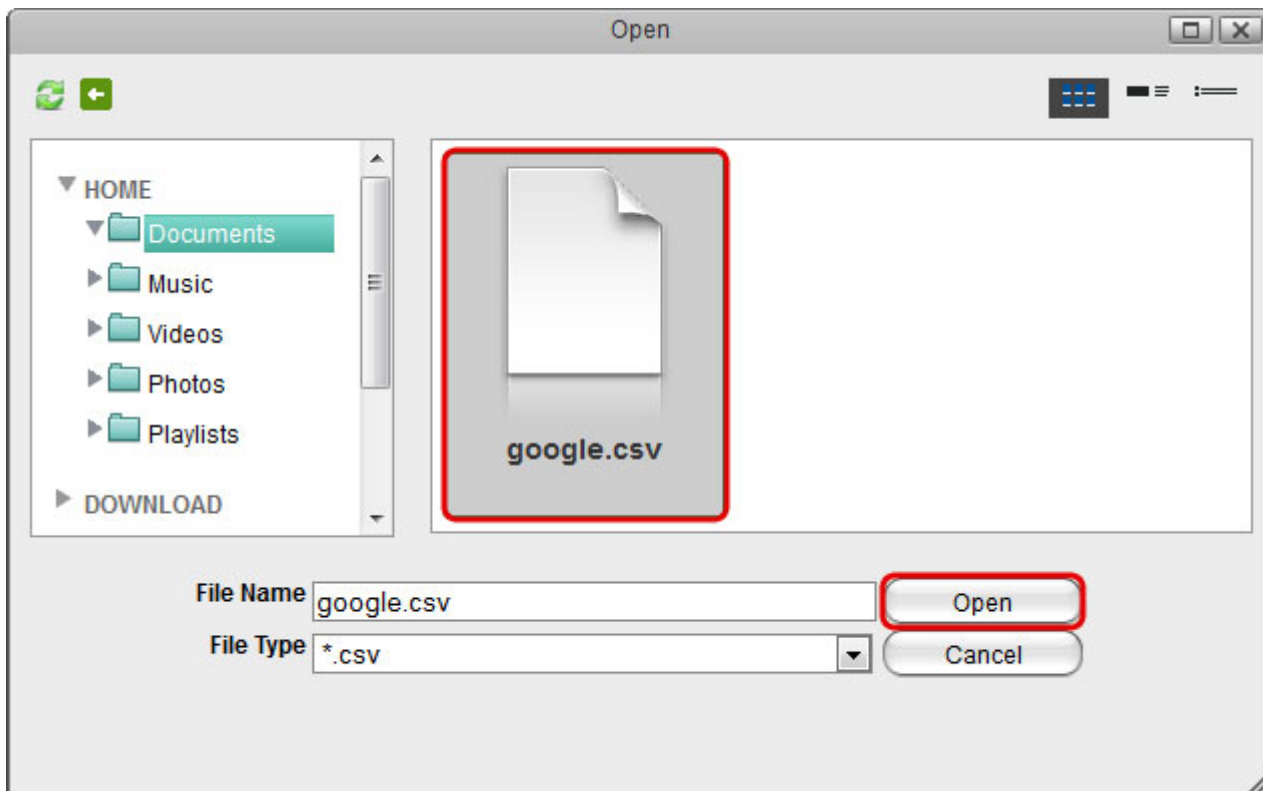 Open
HOME
Documents
Music
Videos
Photos
Playlists
DOWNLOAD
google.csv
File Name google.csv Open
File Type *.csv Cancel